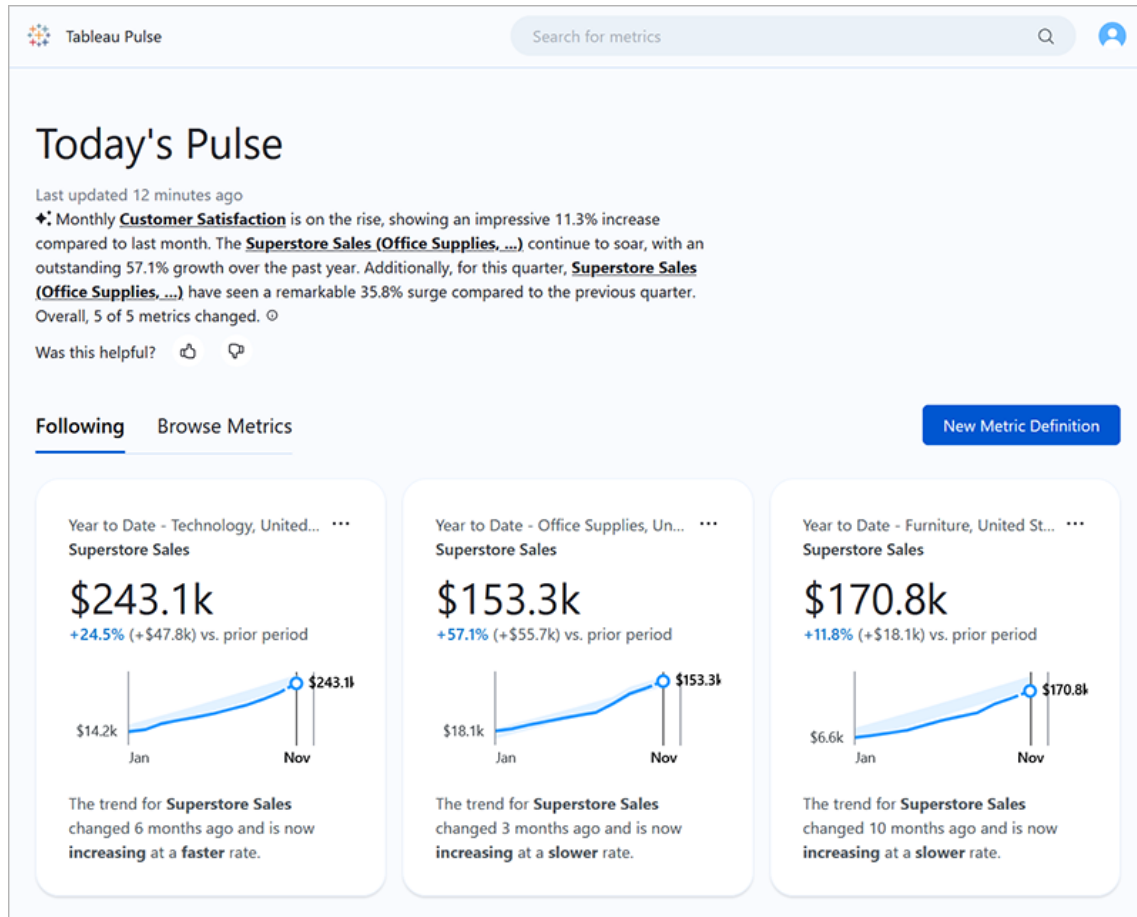 Tableau Pulse
Search for metrics
Today's Pulse
Last updated 12 minutes ago
Monthly Customer Satisfaction is on the rise, showing an impressive 11.3% increase
compared to last month. The Superstore Sales (Office Supplies, ...) continue to soar, with an
outstanding 57.1% growth over the past year. Additionally, for this quarter, Superstore Sales
(Office Supplies, ...) have seen a remarkable 35.8% surge compared to the previous quarter.
Overall, 5 of 5 metrics changed.
Was this helpful?
Following
Browse Metrics
New Metric Definition
Year to Date - Technology, United...
Superstore Sales
$243.1k
+24.5% (+$47.8k) vs. prior period
$243.1k
$14.2k
Jan
Nov
The trend for Superstore Sales
changed 6 months ago and is now
increasing at a faster rate.
Year to Date - Office Supplies, Un...
Superstore Sales
$153.3k
+57.1% (+$55.7k) vs. prior period
$153.3k
$18.1k
Jan
Nov
The trend for Superstore Sales
changed 3 months ago and is now
increasing at a slower rate.
Year to Date - Furniture, United St...
Superstore Sales
$170.8k
+11.8% (+$18.1k) vs. prior period
$170.8k
$6.6k
Jan
Nov
The trend for Superstore Sales
changed 10 months ago and is now
increasing at a slower rate.